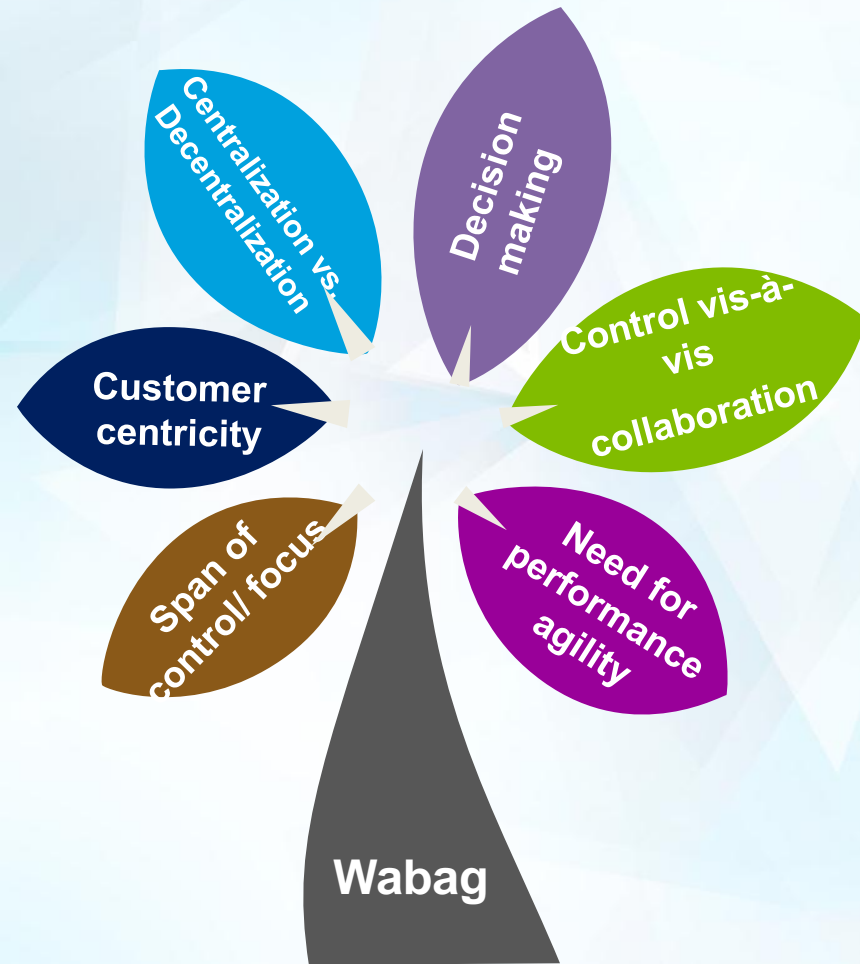 Centralization vs.
Decentralization
Decision
making
Control vis-à-
vis
collaboration
Customer
centricity
Span of
control/ focus
Need for
performance
agility
Wabag